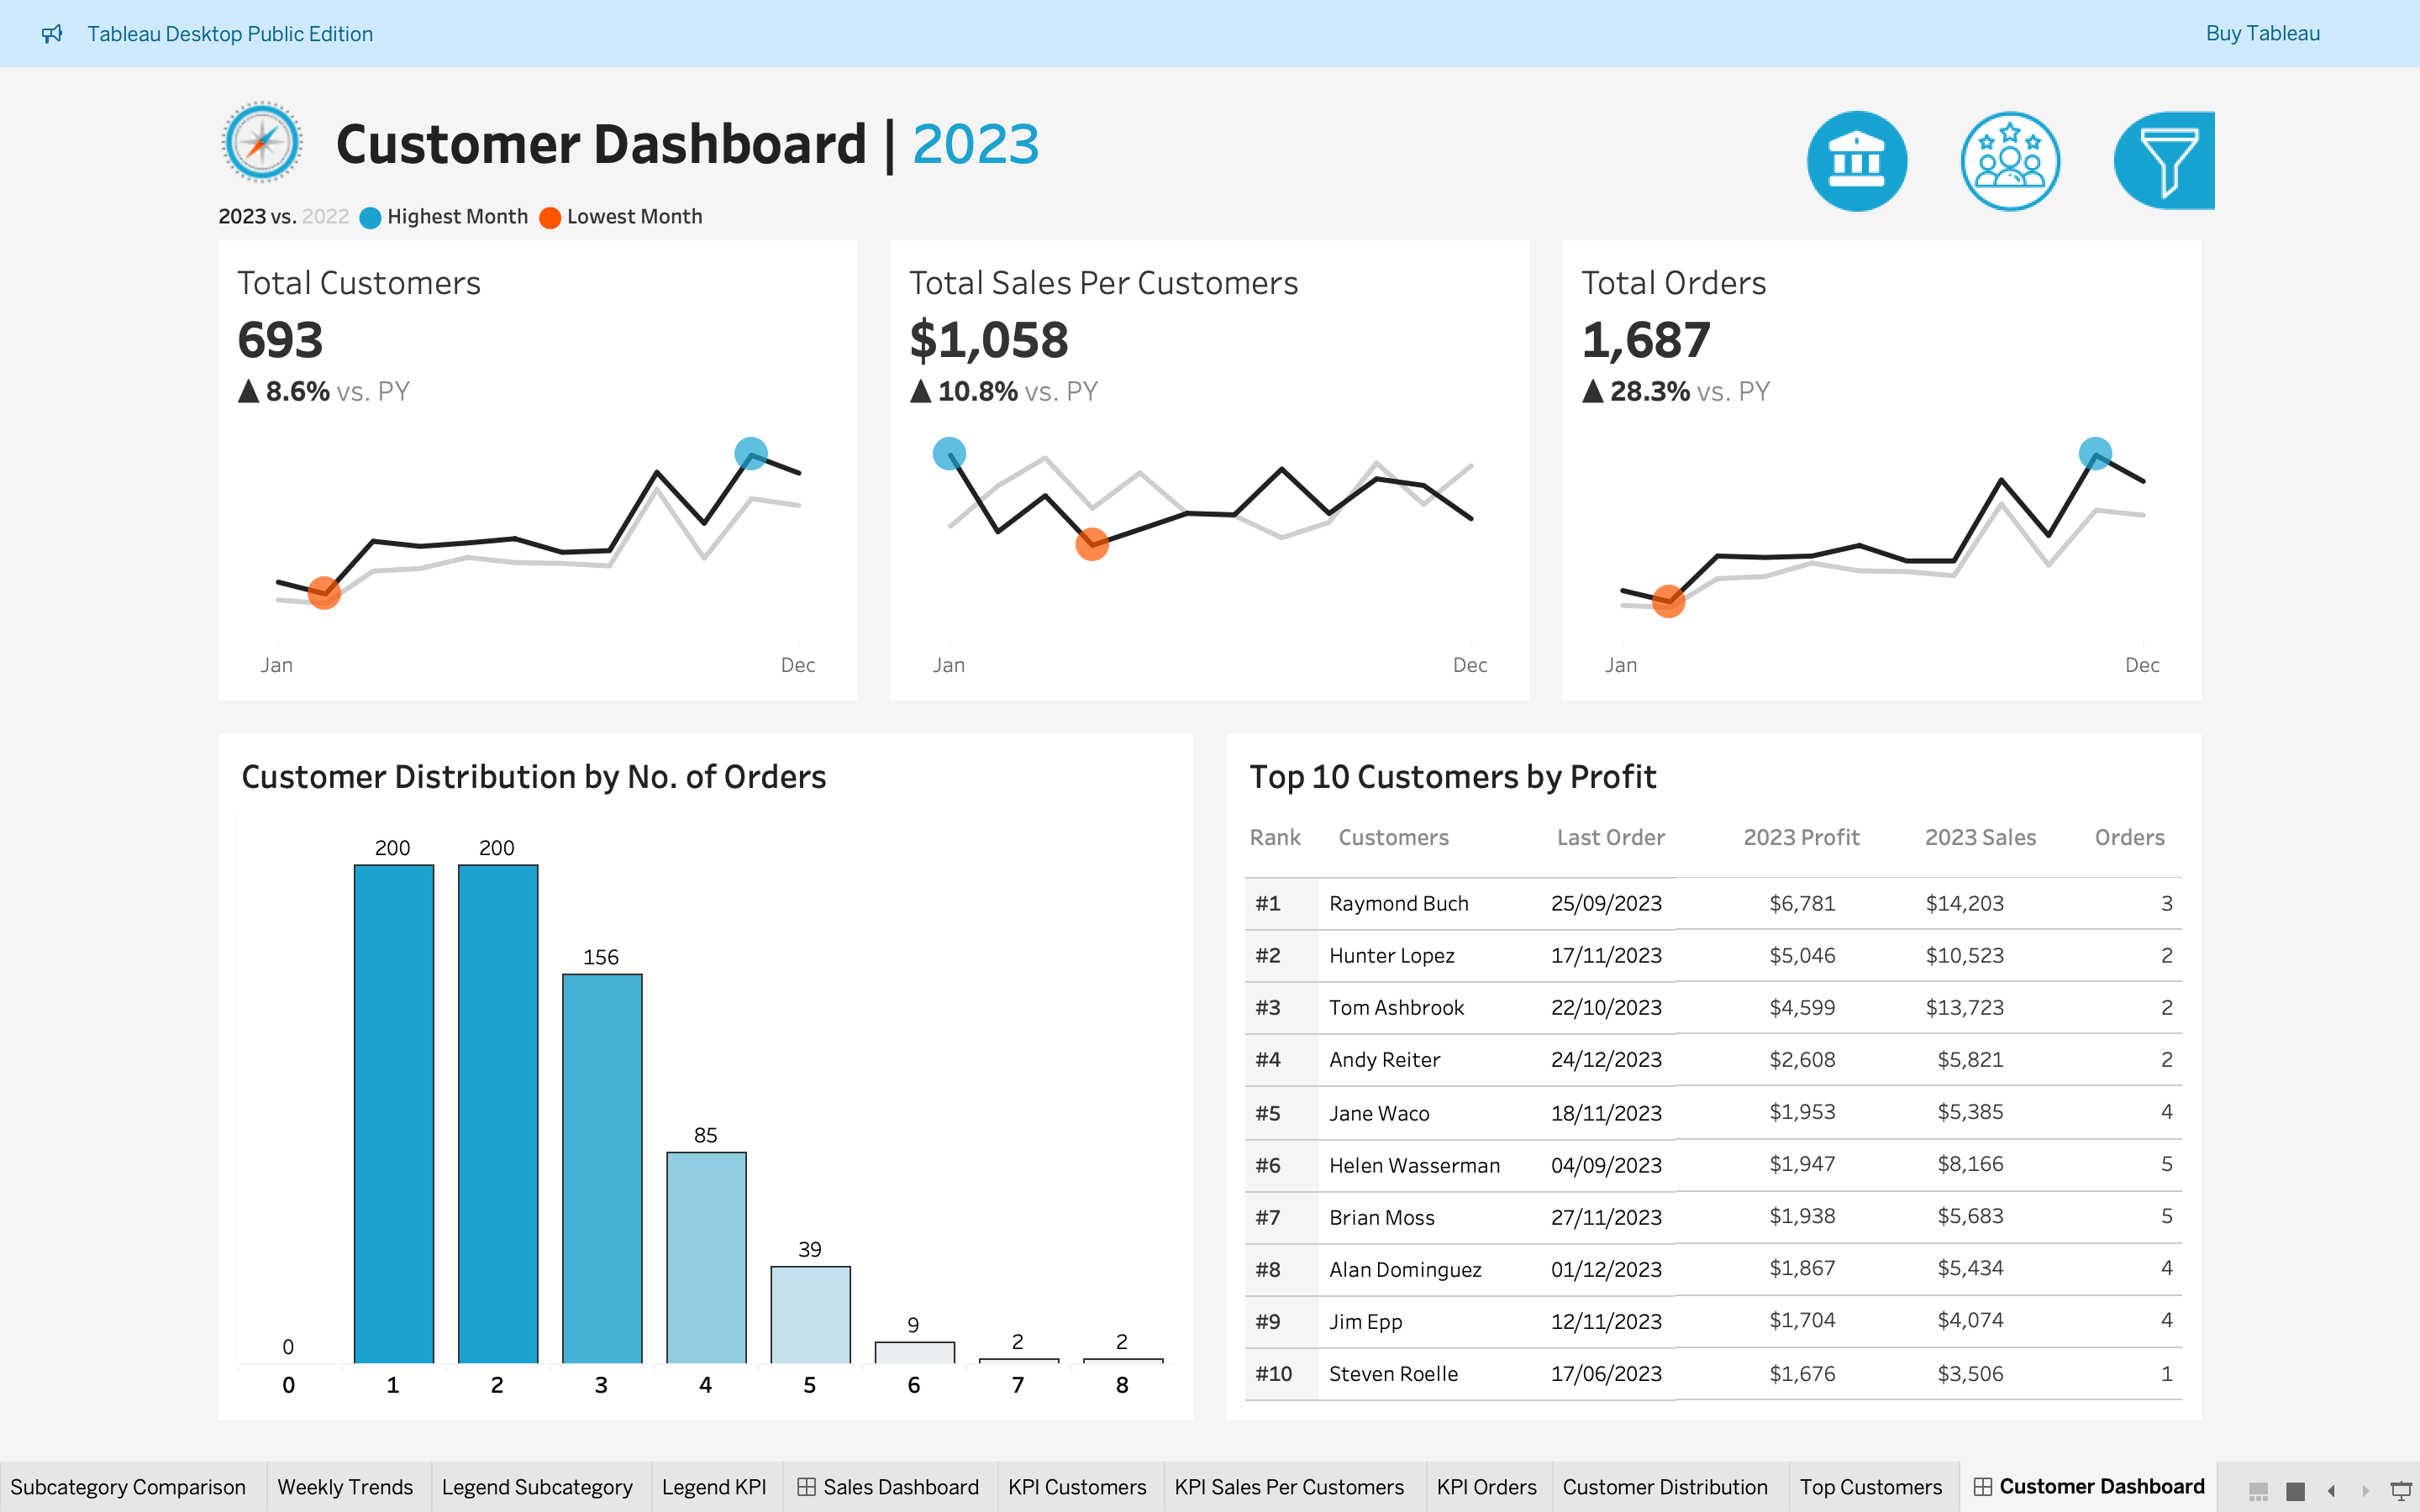 Tableau Desktop Public Edition
Buy Tableau
Customer Dashboard | 2023
2023 vs. 2022 Highest Month Lowest Month
Total Customers
693
▲ 8.6% vs. PY
Jan Dec
Total Sales Per Customers
$1,058
▲ 10.8% vs. PY
Jan Dec
Total Orders
1,687
▲ 28.3% vs. PY
Jan Dec
Customer Distribution by No. of Orders
0 200 200 156 85 39 9 2 2
0 1 2 3 4 5 6 7 8
Top 10 Customers by Profit
Rank Customers Last Order 2023 Profit 2023 Sales Orders
#1 Raymond Buch 25/09/2023 $6,781 $14,203 3
#2 Hunter Lopez 17/11/2023 $5,046 $10,523 2
#3 Tom Ashbrook 22/10/2023 $4,599 $13,723 2
#4 Andy Reiter 24/12/2023 $2,608 $5,821 2
#5 Jane Waco 18/11/2023 $1,953 $5,385 4
#6 Helen Wasserman 04/09/2023 $1,947 $8,166 5
#7 Brian Moss 27/11/2023 $1,938 $5,683 5
#8 Alan Dominguez 01/12/2023 $1,867 $5,434 4
#9 Jim Epp 12/11/2023 $1,704 $4,074 4
#10 Steven Roelle 17/06/2023 $1,676 $3,506 1
Subcategory Comparison Weekly Trends Legend Subcategory Legend KPI Sales Dashboard KPI Customers KPI Sales Per Customers KPI Orders Customer Distribution Top Customers Customer Dashboard